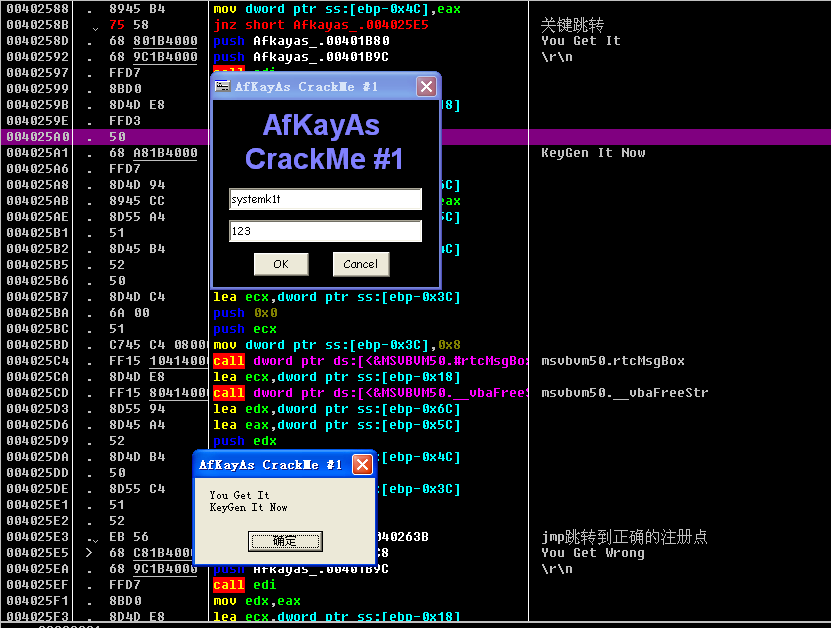 00402588 . 8945 B4 mov dword ptr ss:[ebp-0x4C],eax
0040258B . 75 58 jnz short Afkayas_.004025E5 关键跳转
0040258D . 68 801B4000 push Afkayas_.00401B80 You Get It
00402592 . 68 9C1B4000 push Afkayas_.00401B9C \r\n
00402597 . FFD7
00402599 . 8BD0
0040259B . 8D4D E8 18]
0040259E . FFD3
004025A0 . 50
004025A1 . 68 A81B4000 KeyGen It Now
004025A6 . FFD7
004025A8 . 8D4D 94 6C]
004025AB . 8945 CC eax
004025AE . 8D55 A4 5C]
004025B1 . 51
004025B2 . 8D45 B4 4C]
004025B5 . 52
004025B6 . 50
004025B7 . 8D4D C4 lea ecx,dword ptr ss:[ebp-0x3C]
004025BA . 6A 00 push 0x0
004025BC . 51 push ecx
004025BD . C745 C4 0800 mov dword ptr ss:[ebp-0x3C],0x8
004025C4 . FF15 10414000 call dword ptr ds:[<&MSVBVM50.#rtcMsgBox msvbvm50.rtcMsgBox
004025CA . 8D4D E8 lea ecx,dword ptr ss:[ebp-0x18]
004025CD . FF15 80414000 call dword ptr ds:[<&MSVBVM50.__vbaFreeS msvbvm50.__vbaFreeStr
004025D3 . 8D55 94 lea edx,dword ptr ss:[ebp-0x6C]
004025D6 . 8D45 A4 lea eax,dword ptr ss:[ebp-0x5C]
004025D9 . 52 push edx
004025DA . 8D4D B4 [ebp-0x4C]
004025DD . 50
004025DE . 8D55 C4 [ebp-0x3C]
004025E1 . 51
004025E2 . 52
004025E3 . EB 56 040263B jmp跳转到正确的注册点
004025E5 > 68 C81B4000 C8 You Get Wrong
004025EA . 68 9C1B4000 push Afkayas_.00401B9C \r\n
004025EF . FFD7 call edi
004025F1 . 8BD0 mov edx,eax
004025F3 . 8D4D E8 lea ecx,dword ptr ss:[ebp-0x18]
AfKayAs CrackMe #1
AfKayAs
CrackMe #1
systemk1t
123
OK Cancel
AfKayAs CrackMe #1
You Get It
KeyGen It Now
确定